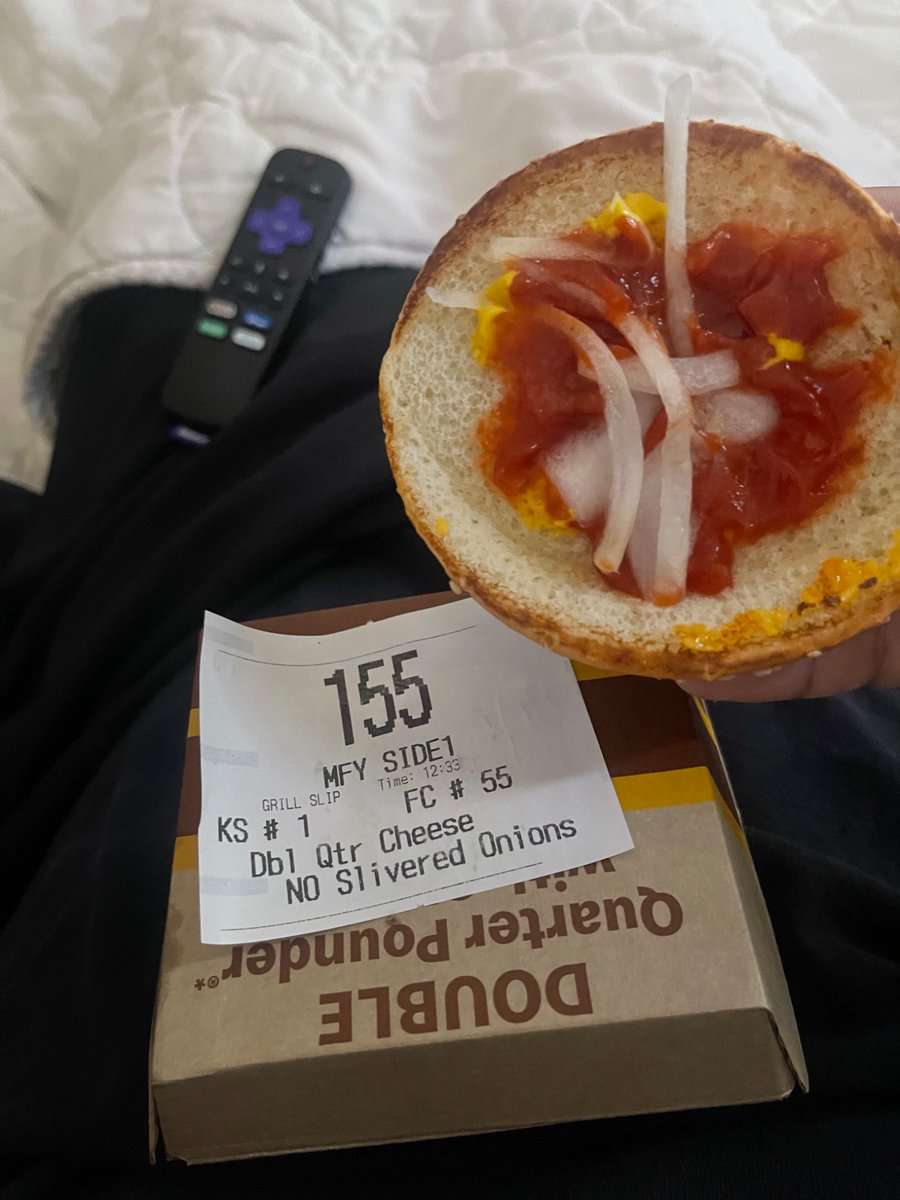 155
MFY SIDE1
Time: 12:33
GRILL SLIP
KS # 1 FC # 55
Dbl Qtr Cheese
NO Slivered Onions
DOUBLE
Quarter Pounder®*
with